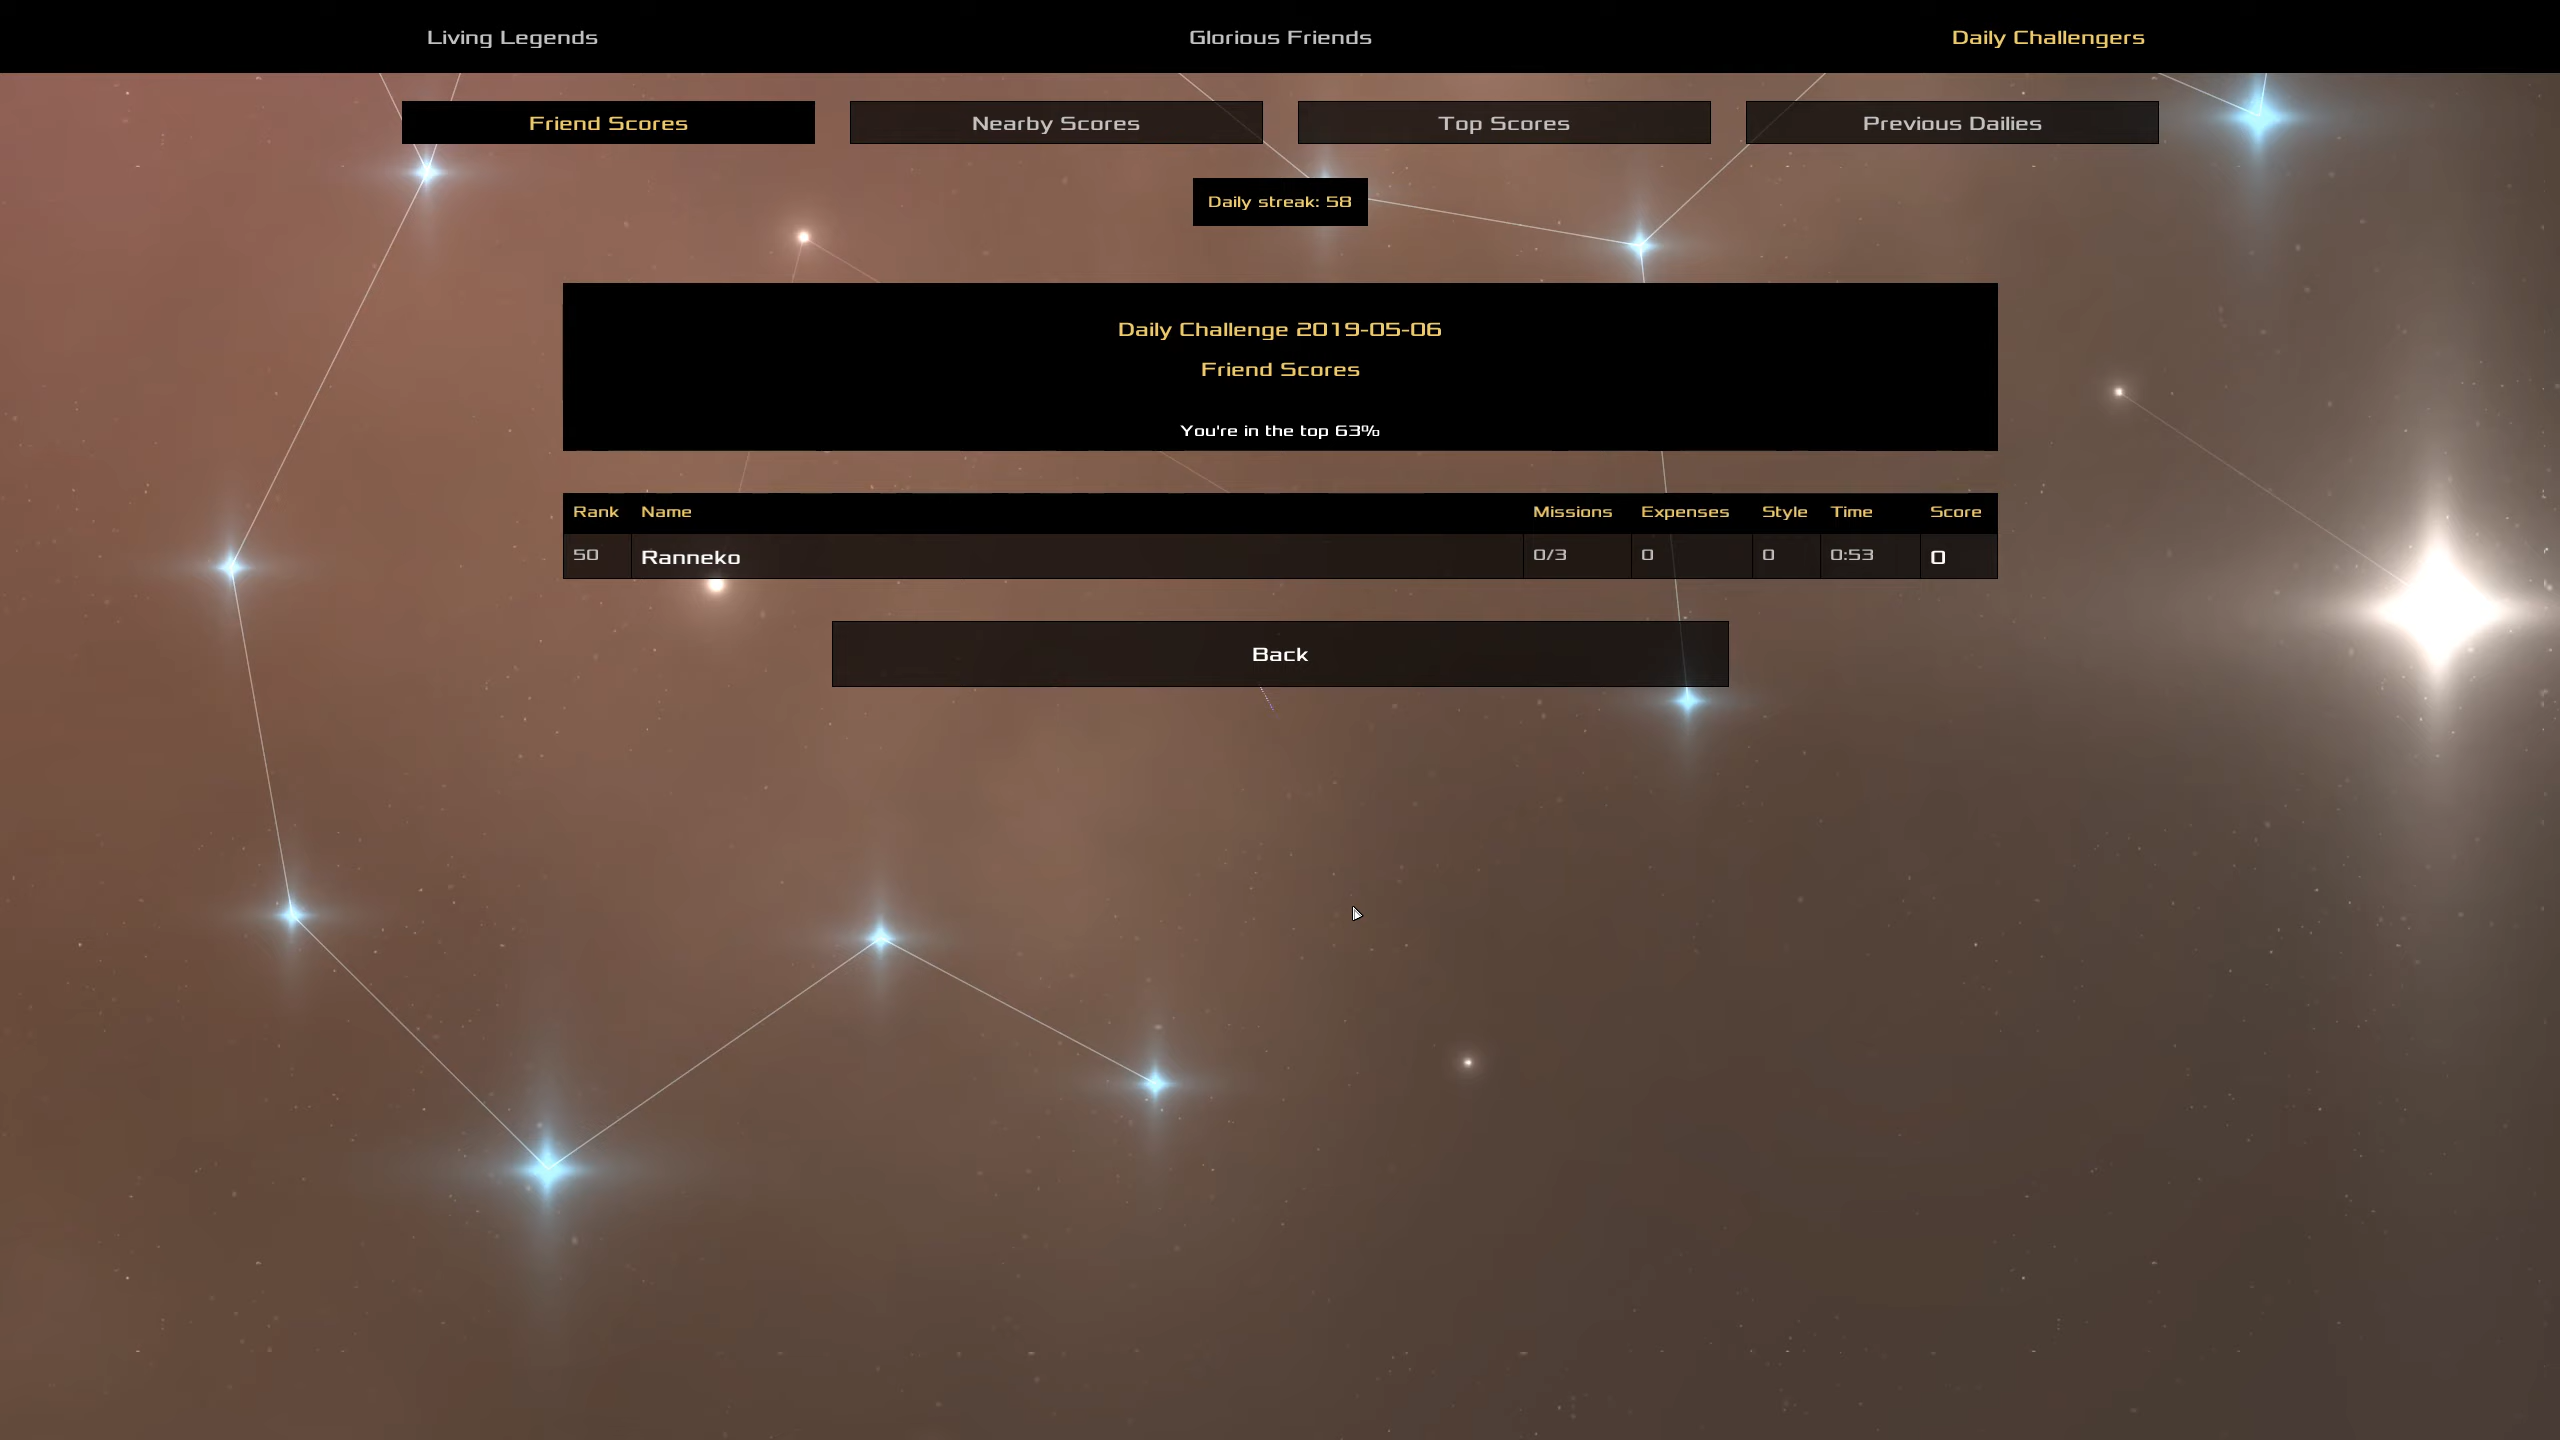 Living Legends Glorious Friends Daily Challengers
Friend Scores Nearby Scores Top Scores Previous Dailies
Daily streak: 58
Daily Challenge 2019-05-06
Friend Scores
You're in the top 63%
Rank Name Missions Expenses Style Time Score
50 Ranneko 0/3 0 0 0:53 0
Back